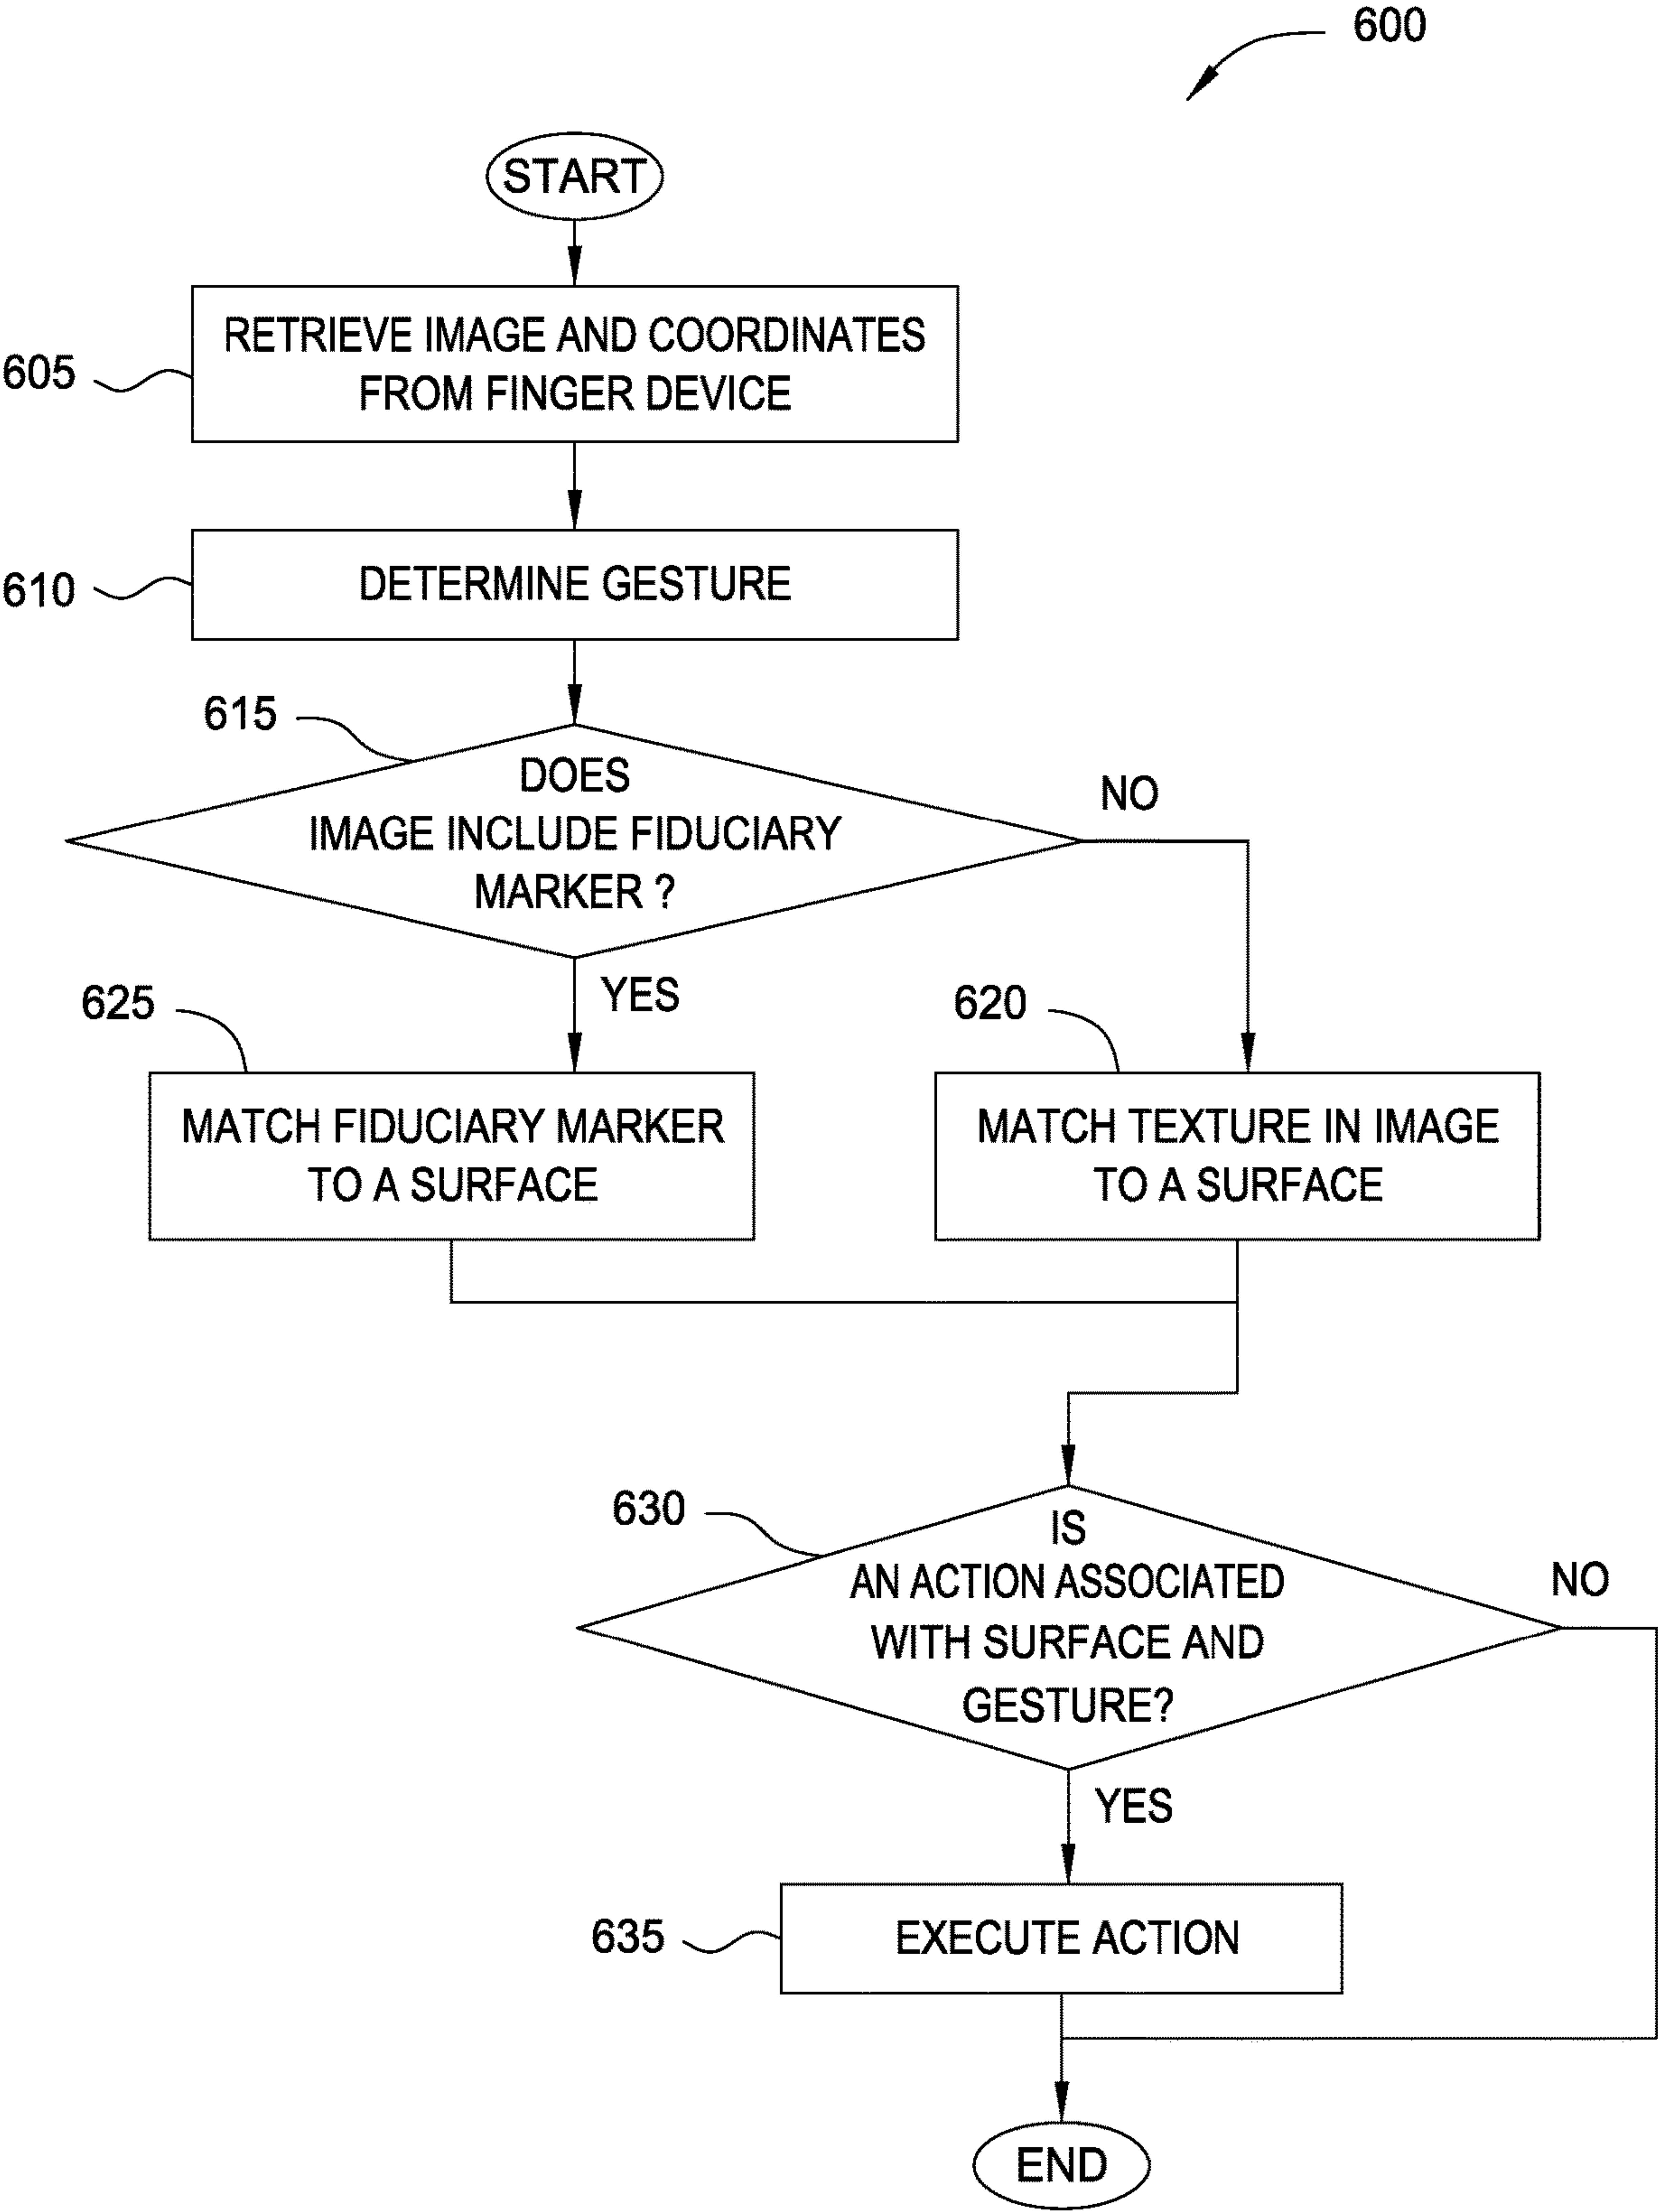 600
START
RETRIEVE IMAGE AND COORDINATES
FROM FINGER DEVICE
605
DETERMINE GESTURE
610
615
DOES
IMAGE INCLUDE FIDUCIARY
MARKER ?
NO
YES
625
620
MATCH FIDUCIARY MARKER
TO A SURFACE
MATCH TEXTURE IN IMAGE
TO A SURFACE
630
IS
AN ACTION ASSOCIATED
WITH SURFACE AND
GESTURE?
NO
YES
635
EXECUTE ACTION
END